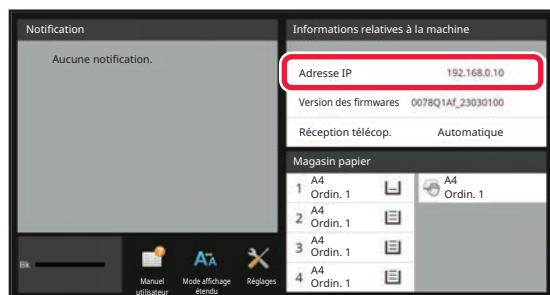 Notification
Aucune notification.
Informations relatives à la machine
Adresse IP 192.168.0.10
Version des firmwares 0078Q1Af_23030100
Réception télécop. Automatique
Magasin papier
1 A4
Ordin. 1
A4
Ordin. 1
2 A4
Ordin. 1
3 A4
Ordin. 1
4 A4
Ordin. 1
Bk
Manuel
utilisateur
Mode affichage
étendu
Réglages